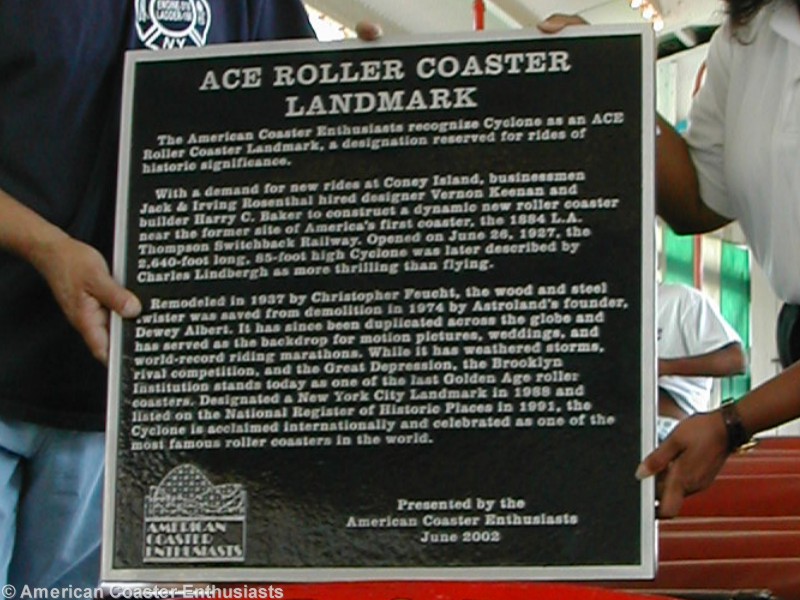 ENGINE 318
LADDER-166
NY
ACE ROLLER COASTER
LANDMARK
The American Coaster Enthusiasts recognize Cyclone as an ACE
Roller Coaster Landmark, a designation reserved for rides of
historic significance.
With a demand for new rides at Coney Island, businessmen
Jack & Irving Rosenthal hired designer Vernon Keenan and
builder Harry C. Baker to construct a dynamic new roller coaster
near the former site of America's first coaster, the 1884 L.A.
Thompson Switchback Railway. Opened on June 26, 1927, the
2,640-foot long, 85-foot high Cyclone was later described by
Charles Lindbergh as more thrilling than flying.
Remodeled in 1937 by Christopher Feucht, the wood and steel
twister was saved from demolition in 1974 by Astroland's founder,
Dewey Albert. It has since been duplicated across the globe and
has served as the backdrop for motion pictures, weddings, and
world-record riding marathons. While it has weathered storms,
rival competition, and the Great Depression, the Brooklyn
Institution stands today as one of the last Golden Age roller
coasters. Designated a New York City Landmark in 1988 and
listed on the National Register of Historic Places in 1991, the
Cyclone is acclaimed internationally and celebrated as one of the
most famous roller coasters in the world.
AMERICAN
COASTER
ENTHUSIASTS
Presented by the
American Coaster Enthusiasts
June 2002
© American Coaster Enthusiasts